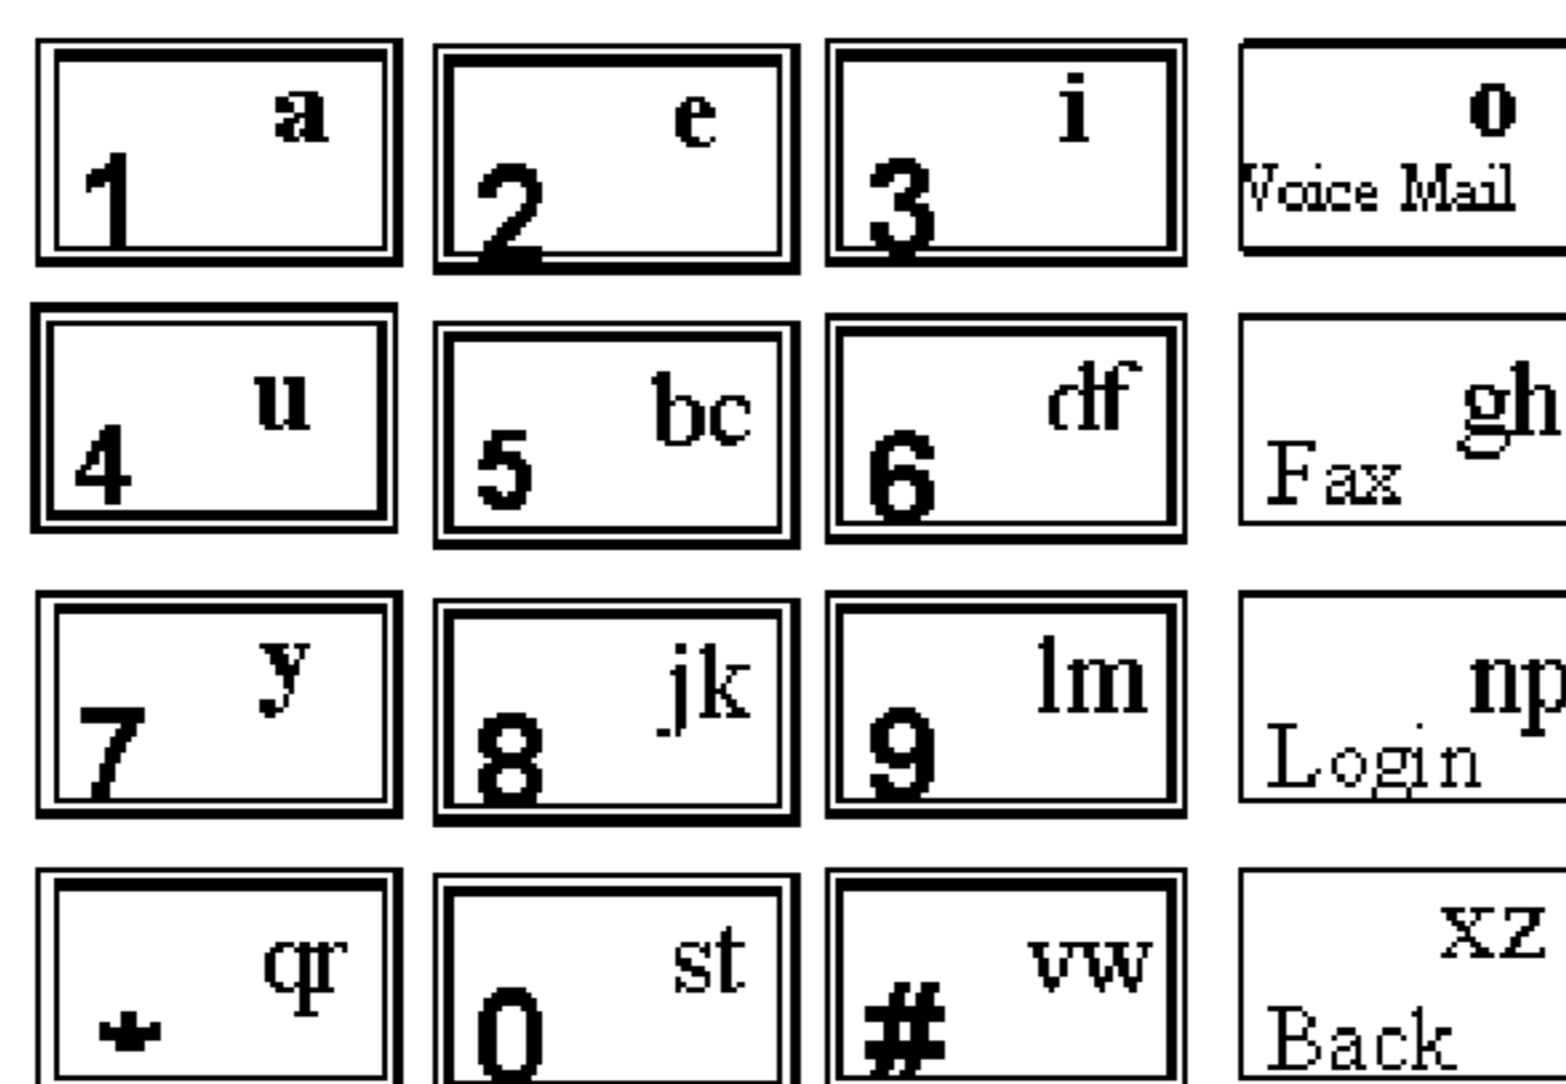 a e i o
1 2 3 Voice Mail
u bc df gh
4 5 6 Fax
y jk lm np
7 8 9 Login
qr st vw xz
* 0 # Back